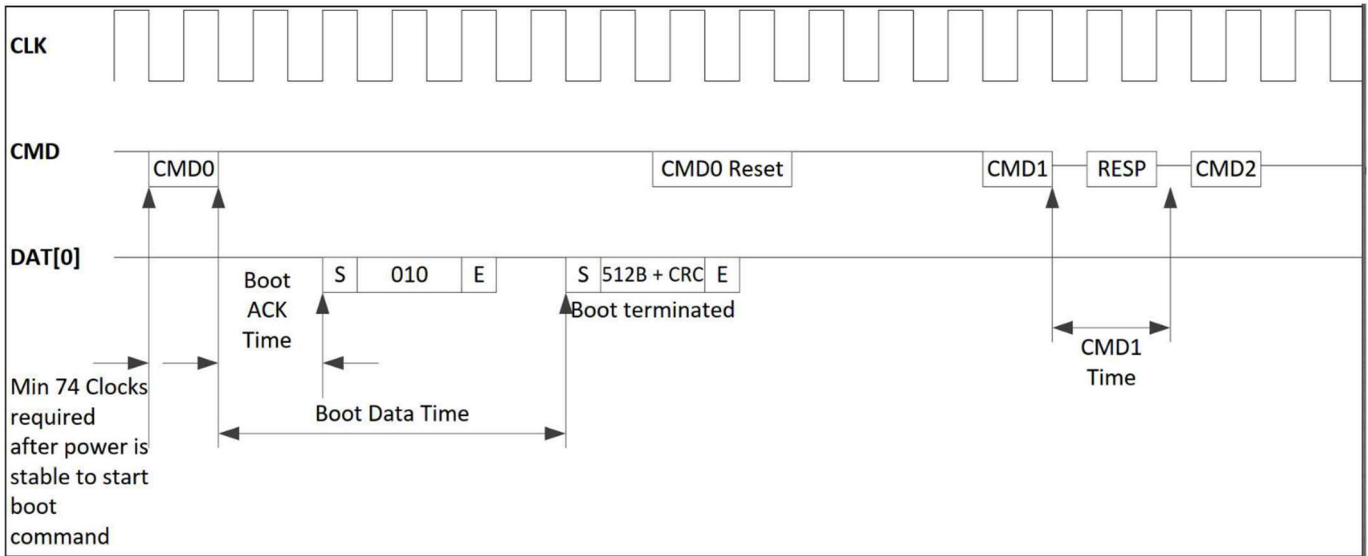 CLK
CMD
CMD0
CMD0 Reset
CMD1
RESP
CMD2
DAT[0]
Boot
ACK
Time
S
010
E
S
512B + CRC
E
Boot terminated
CMD1
Time
Min 74 Clocks
required
after power is
stable to start
boot
command
Boot Data Time